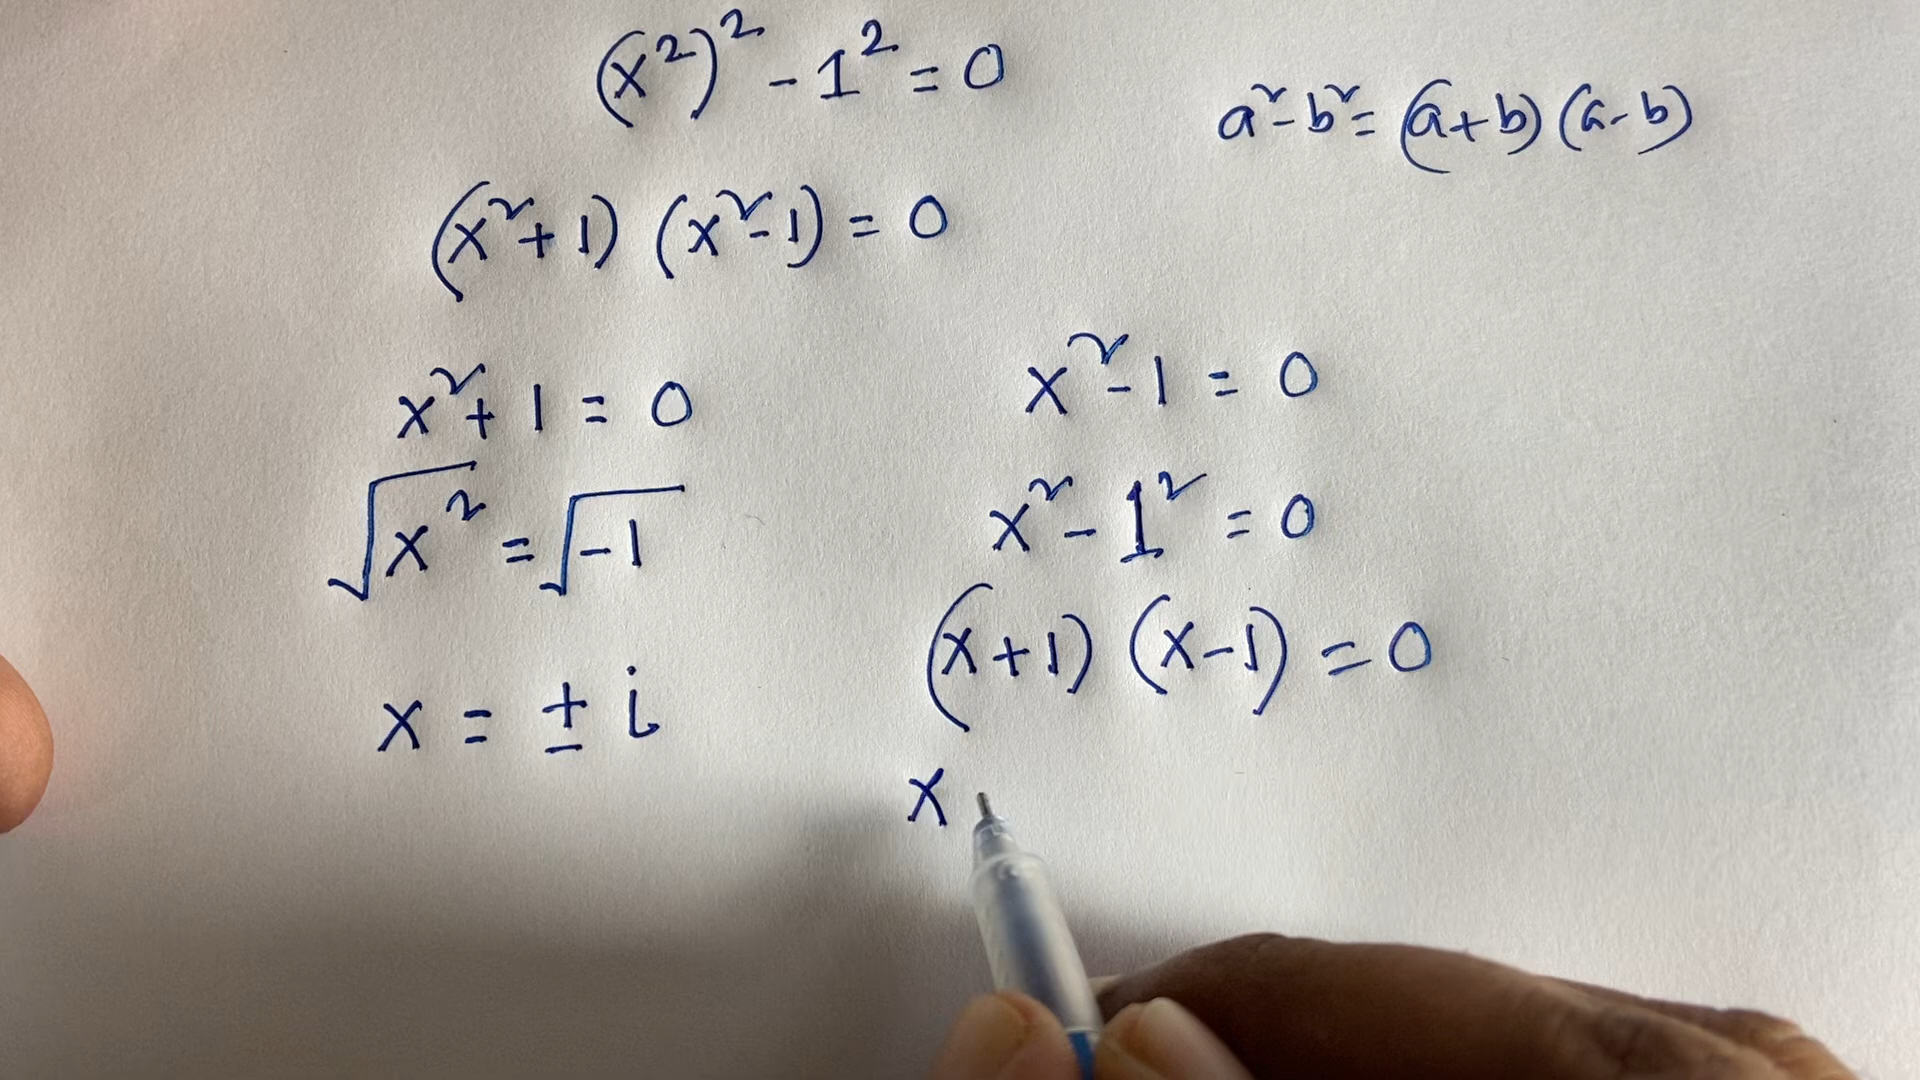 (x²)² - 1² = 0
a² - b² = (a+b) (a-b)
(x²+1) (x²-1) = 0
x² + 1 = 0
x² - 1 = 0
√x² = √-1
x² - 1² = 0
(x+1) (x-1) = 0
x = ± i
x